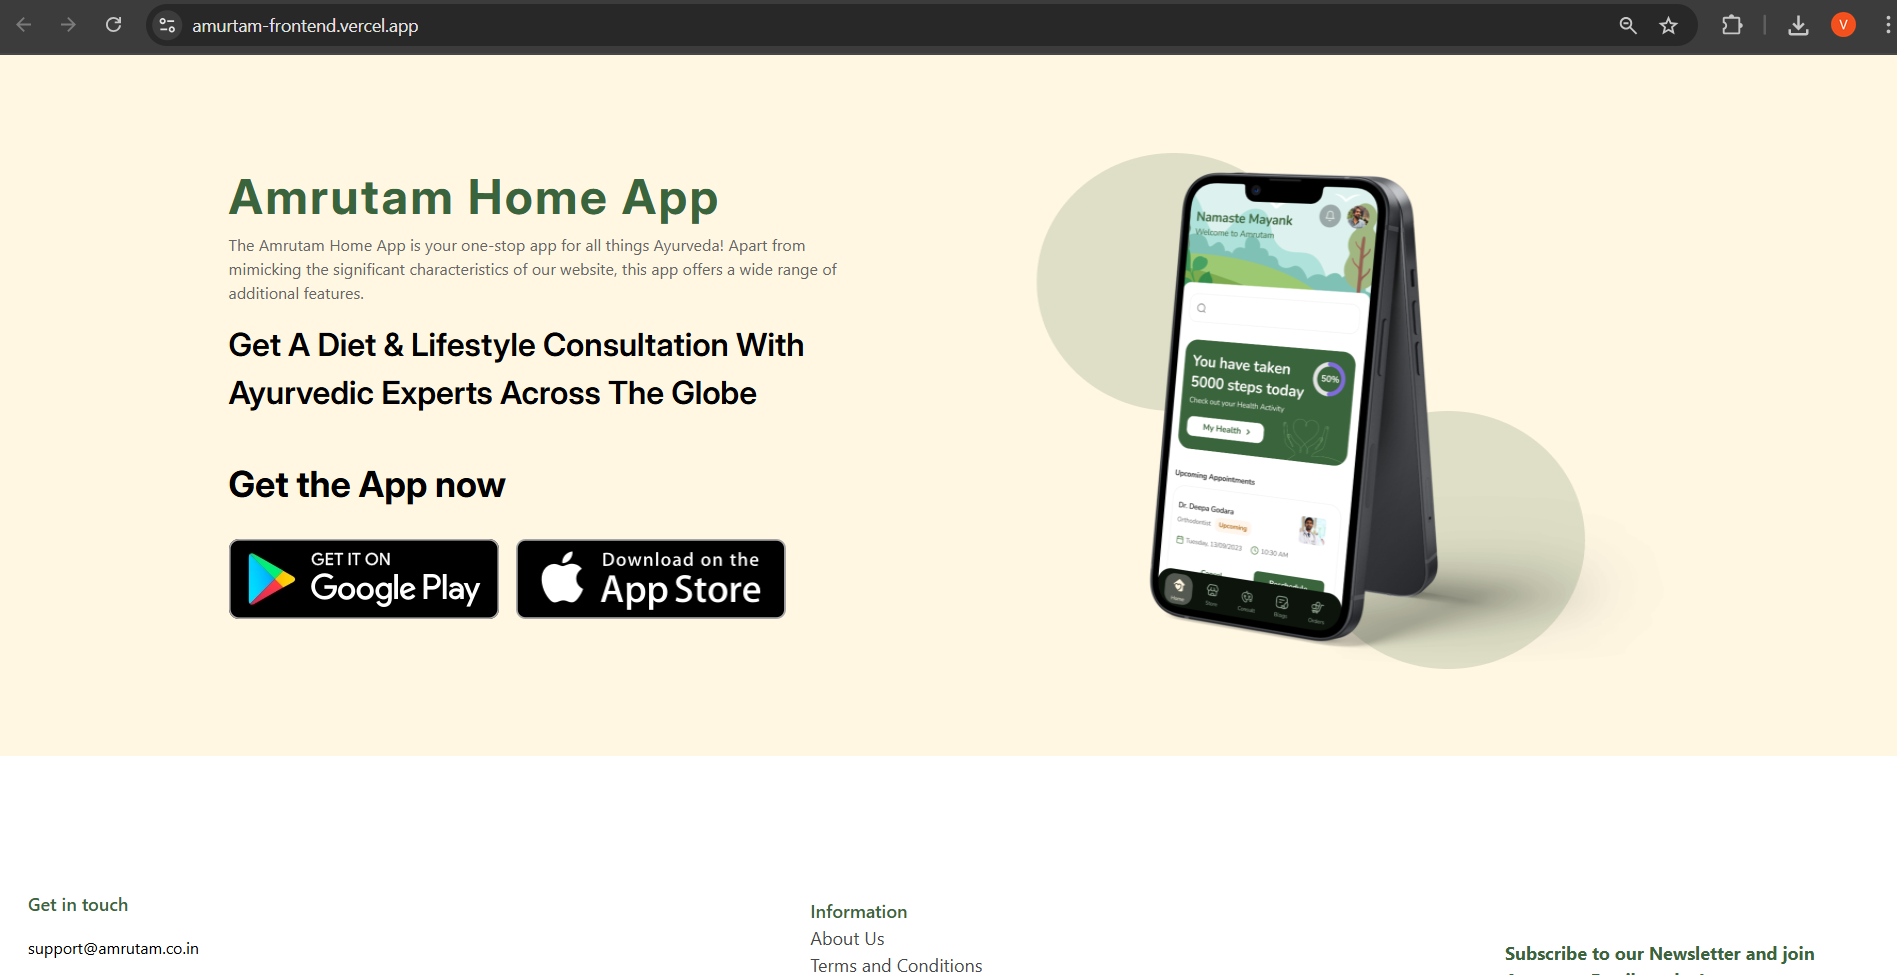 amurtam-frontend.vercel.app
V
Amrutam Home App
The Amrutam Home App is your one-stop app for all things Ayurveda! Apart from
mimicking the significant characteristics of our website, this app offers a wide range of
additional features.
Get A Diet & Lifestyle Consultation With
Ayurvedic Experts Across The Globe
Get the App now
GET IT ON
Google Play
Download on the
App Store
Namaste Mayank
Welcome to Amrutam
You have taken
5000 steps today
50%
Check out your Health Activity
My Health
Upcoming Appointments
Dr. Deepa Godara
Orthodontist
Upcoming
Tuesday, 13/09/2023
10:30 AM
Cancel
Reschedule
Home
Store
Consult
Blogs
Orders
Get in touch
support@amrutam.co.in
Information
About Us
Terms and Conditions
Subscribe to our Newsletter and join